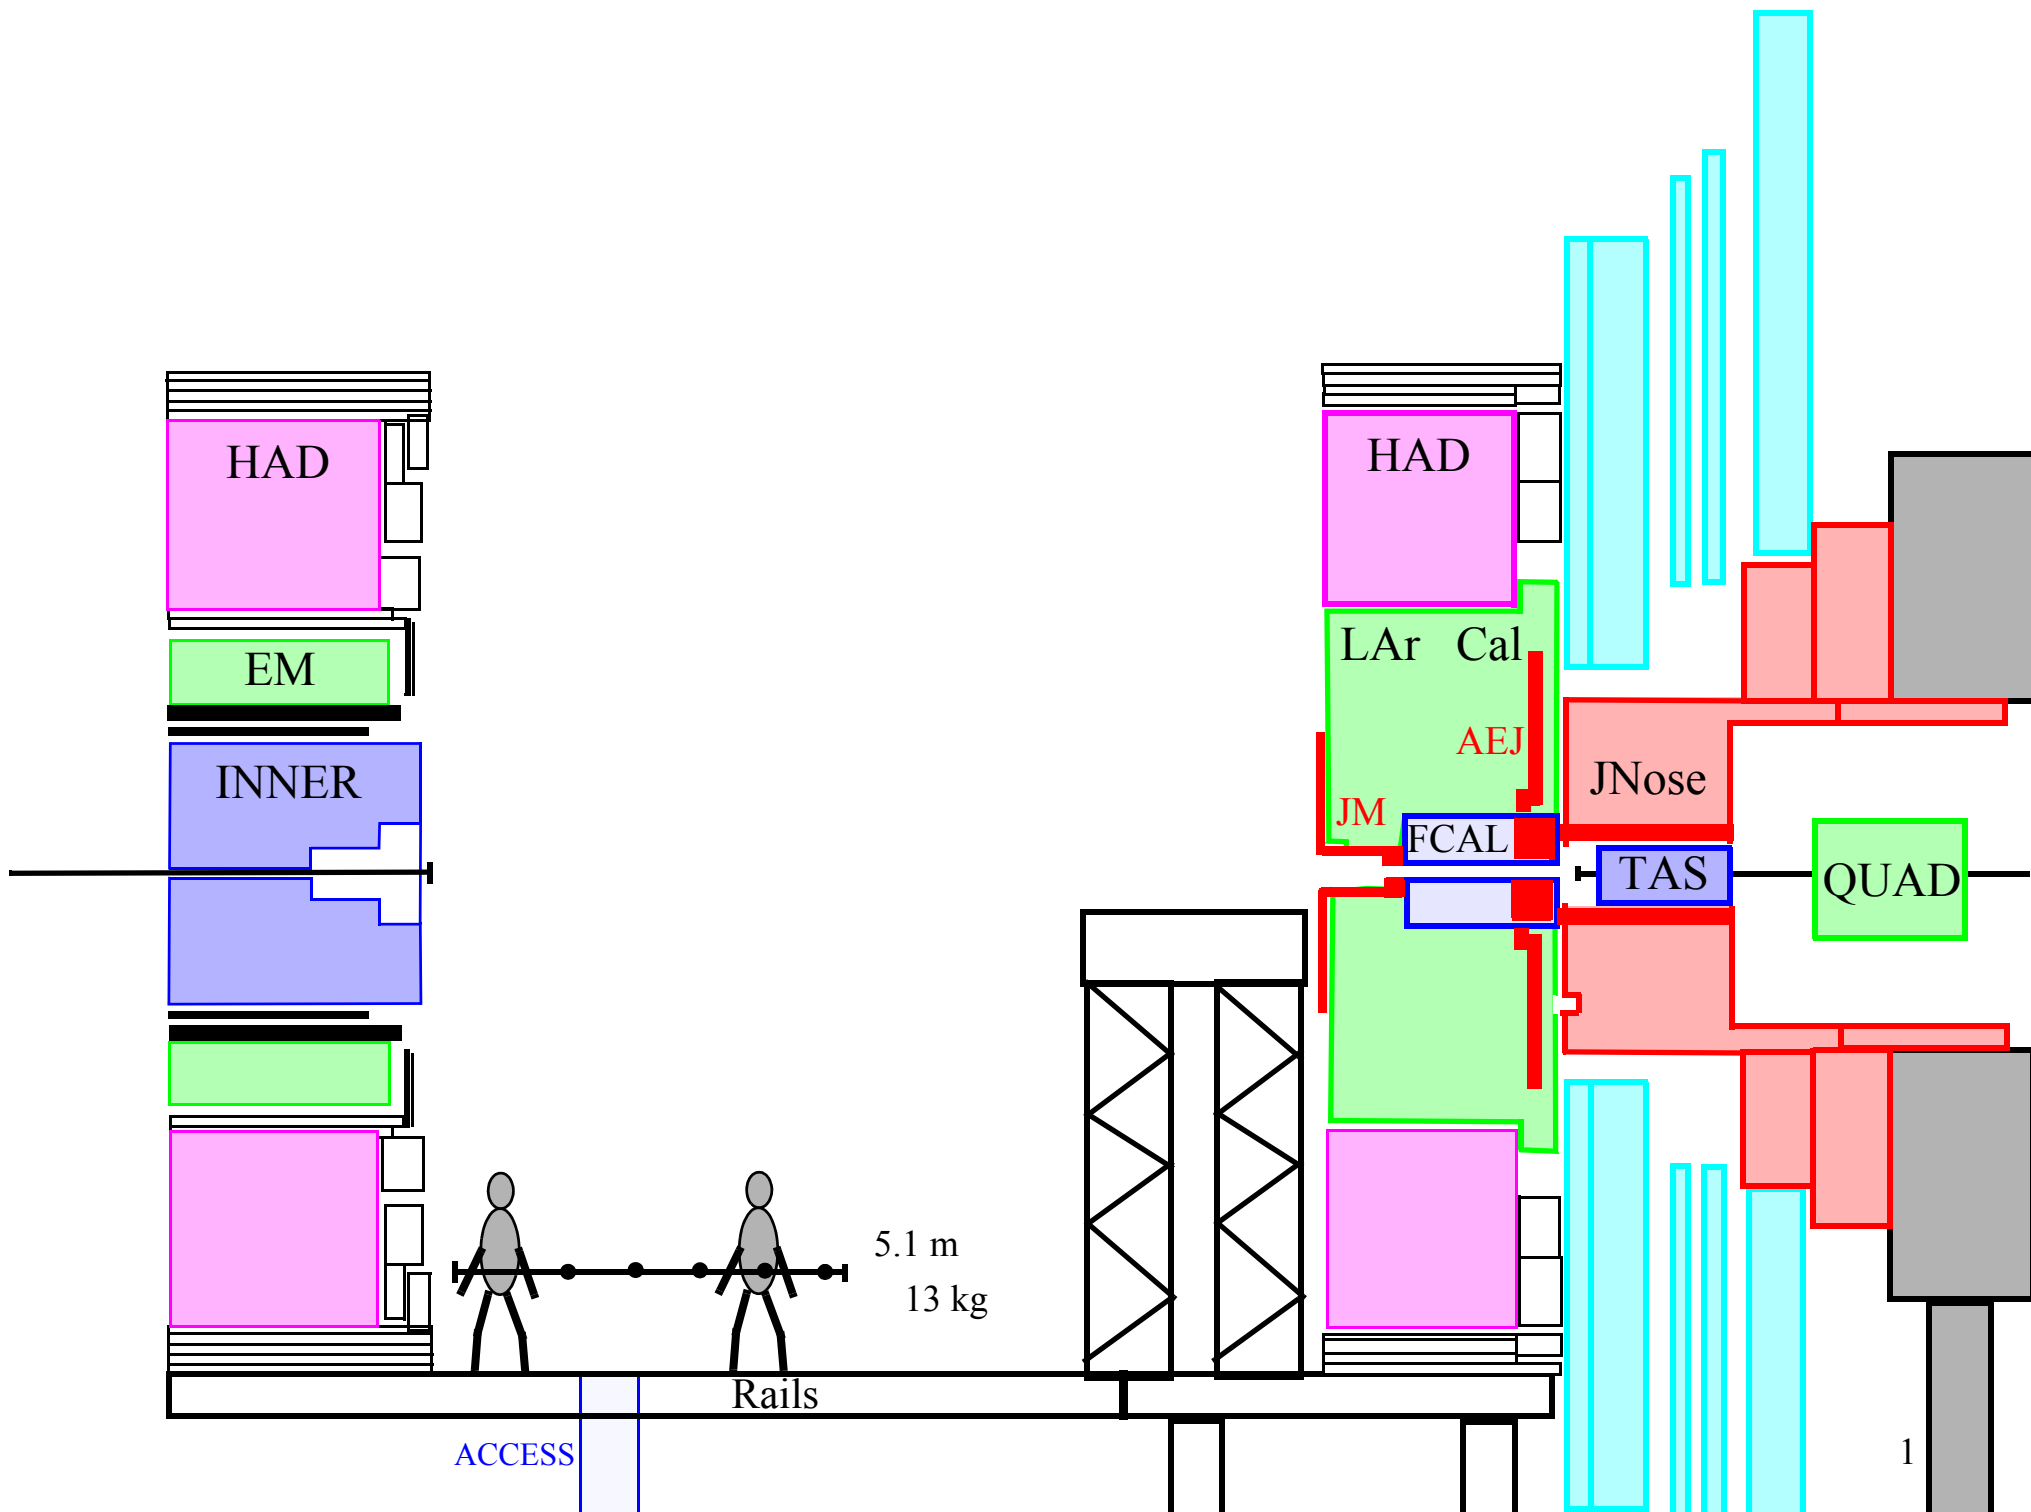 HAD
HAD
EM
LAr Cal
AEJ
INNER
JNose
JM
FCAL
TAS
QUAD
5.1 m
13 kg
Rails
ACCESS
1